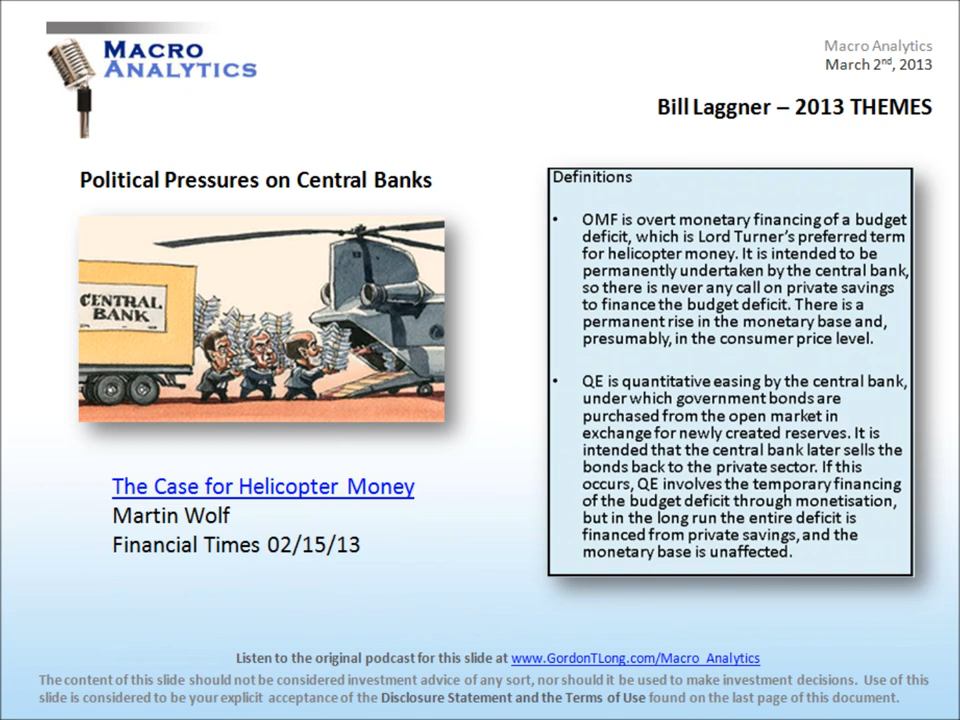 MACRO
ANALYTICS
Macro Analytics
March 2nd, 2013
Bill Laggner – 2013 THEMES
Political Pressures on Central Banks
CENTRAL
BANK
The Case for Helicopter Money
Martin Wolf
Financial Times 02/15/13
Definitions
• OMF is overt monetary financing of a budget
deficit, which is Lord Turner's preferred term
for helicopter money. It is intended to be
permanently undertaken by the central bank,
so there is never any call on private savings
to finance the budget deficit. There is a
permanent rise in the monetary base and,
presumably, in the consumer price level.
• QE is quantitative easing by the central bank,
under which government bonds are
purchased from the open market in
exchange for newly created reserves. It is
intended that the central bank later sells the
bonds back to the private sector. If this
occurs, QE involves the temporary financing
of the budget deficit through monetisation,
but in the long run the entire deficit is
financed from private savings, and the
monetary base is unaffected.
Listen to the original podcast for this slide at www.GordonTLong.com/Macro_Analytics
The content of this slide should not be considered investment advice of any sort, nor should it be used to make investment decisions. Use of this
slide is considered to be your explicit acceptance of the Disclosure Statement and the Terms of Use found on the last page of this document.